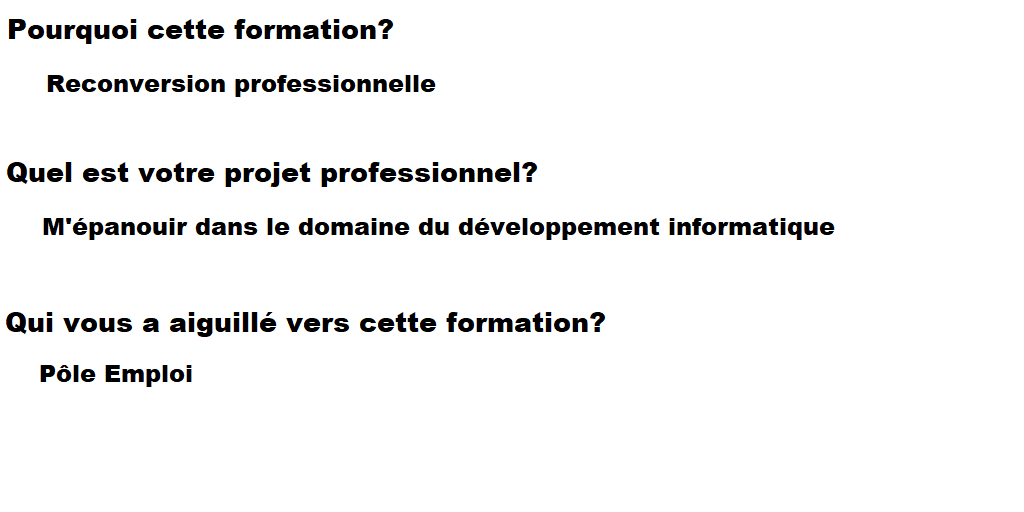 Pourquoi cette formation?
Reconversion professionnelle
Quel est votre projet professionnel?
M'épanouir dans le domaine du développement informatique
Qui vous a aiguillé vers cette formation?
Pôle Emploi